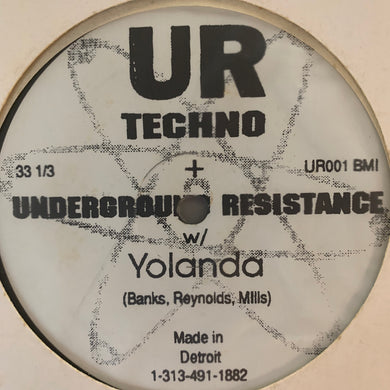 UR
TECHNO
33 1/3 + UR001 BMI
UNDERGROUND RESISTANCE
w/
Yolanda
(Banks, Reynolds, Mills)
Made in
Detroit
1-313-491-1882